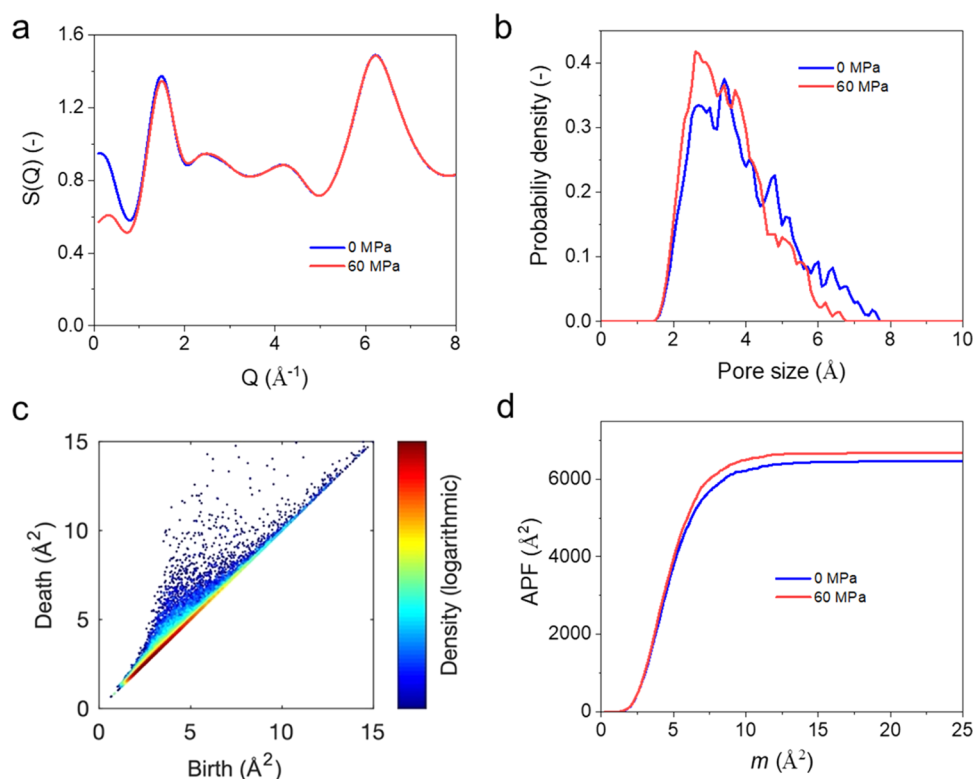 a
1.6
1.2
0.8
0.4
0.0
S(Q) (-)
0 MPa
60 MPa
0 2 4 6 8
Q (Å⁻¹)
b
0.4
0.3
0.2
0.1
0.0
Probabiliy density (-)
0 MPa
60 MPa
0 2 4 6 8 10
Pore size (Å)
c
15
10
5
0
Death (Å²)
0 5 10 15
Birth (Å²)
Density (logarithmic)
d
6000
4000
2000
0
APF (Å²)
0 MPa
60 MPa
0 5 10 15 20 25
m (Å²)